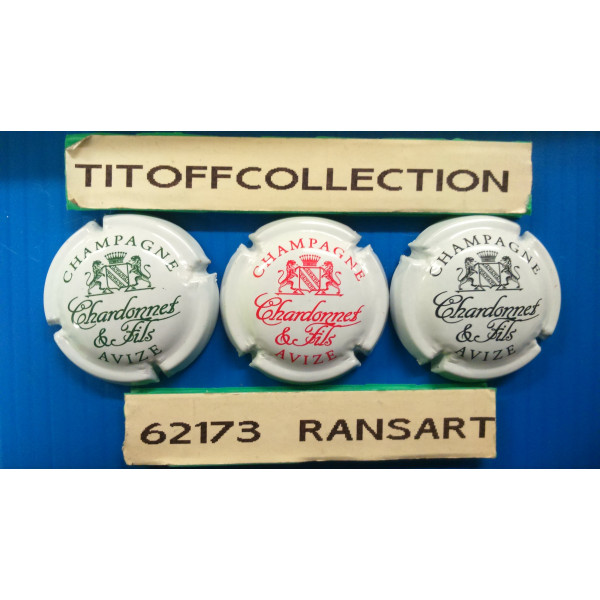 TITOFFCOLLECTION
CHAMPAGNE
Chardonnet
& Fils
AVIZE
CHAMPAGNE
Chardonnet
& Fils
AVIZE
CHAMPAGNE
Chardonnet
& Fils
AVIZE
62173 RANSART